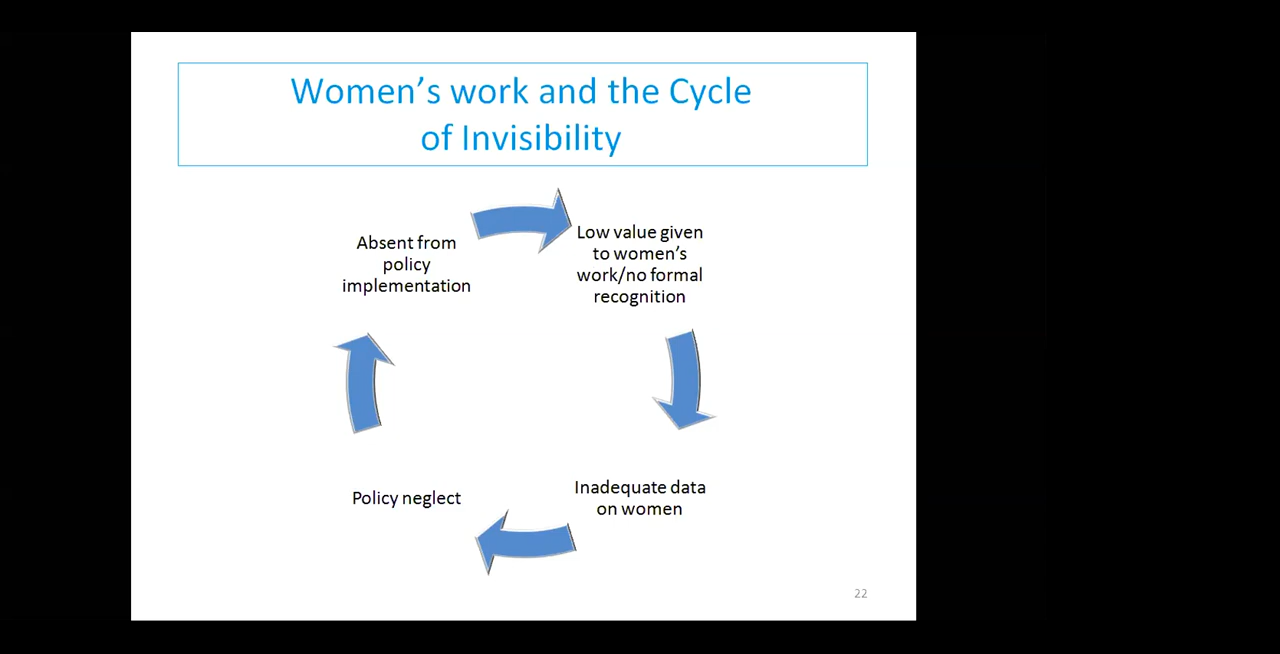 Women’s work and the Cycle
of Invisibility
Absent from
policy
implementation
Low value given
to women’s
work/no formal
recognition
Inadequate data
on women
Policy neglect
22